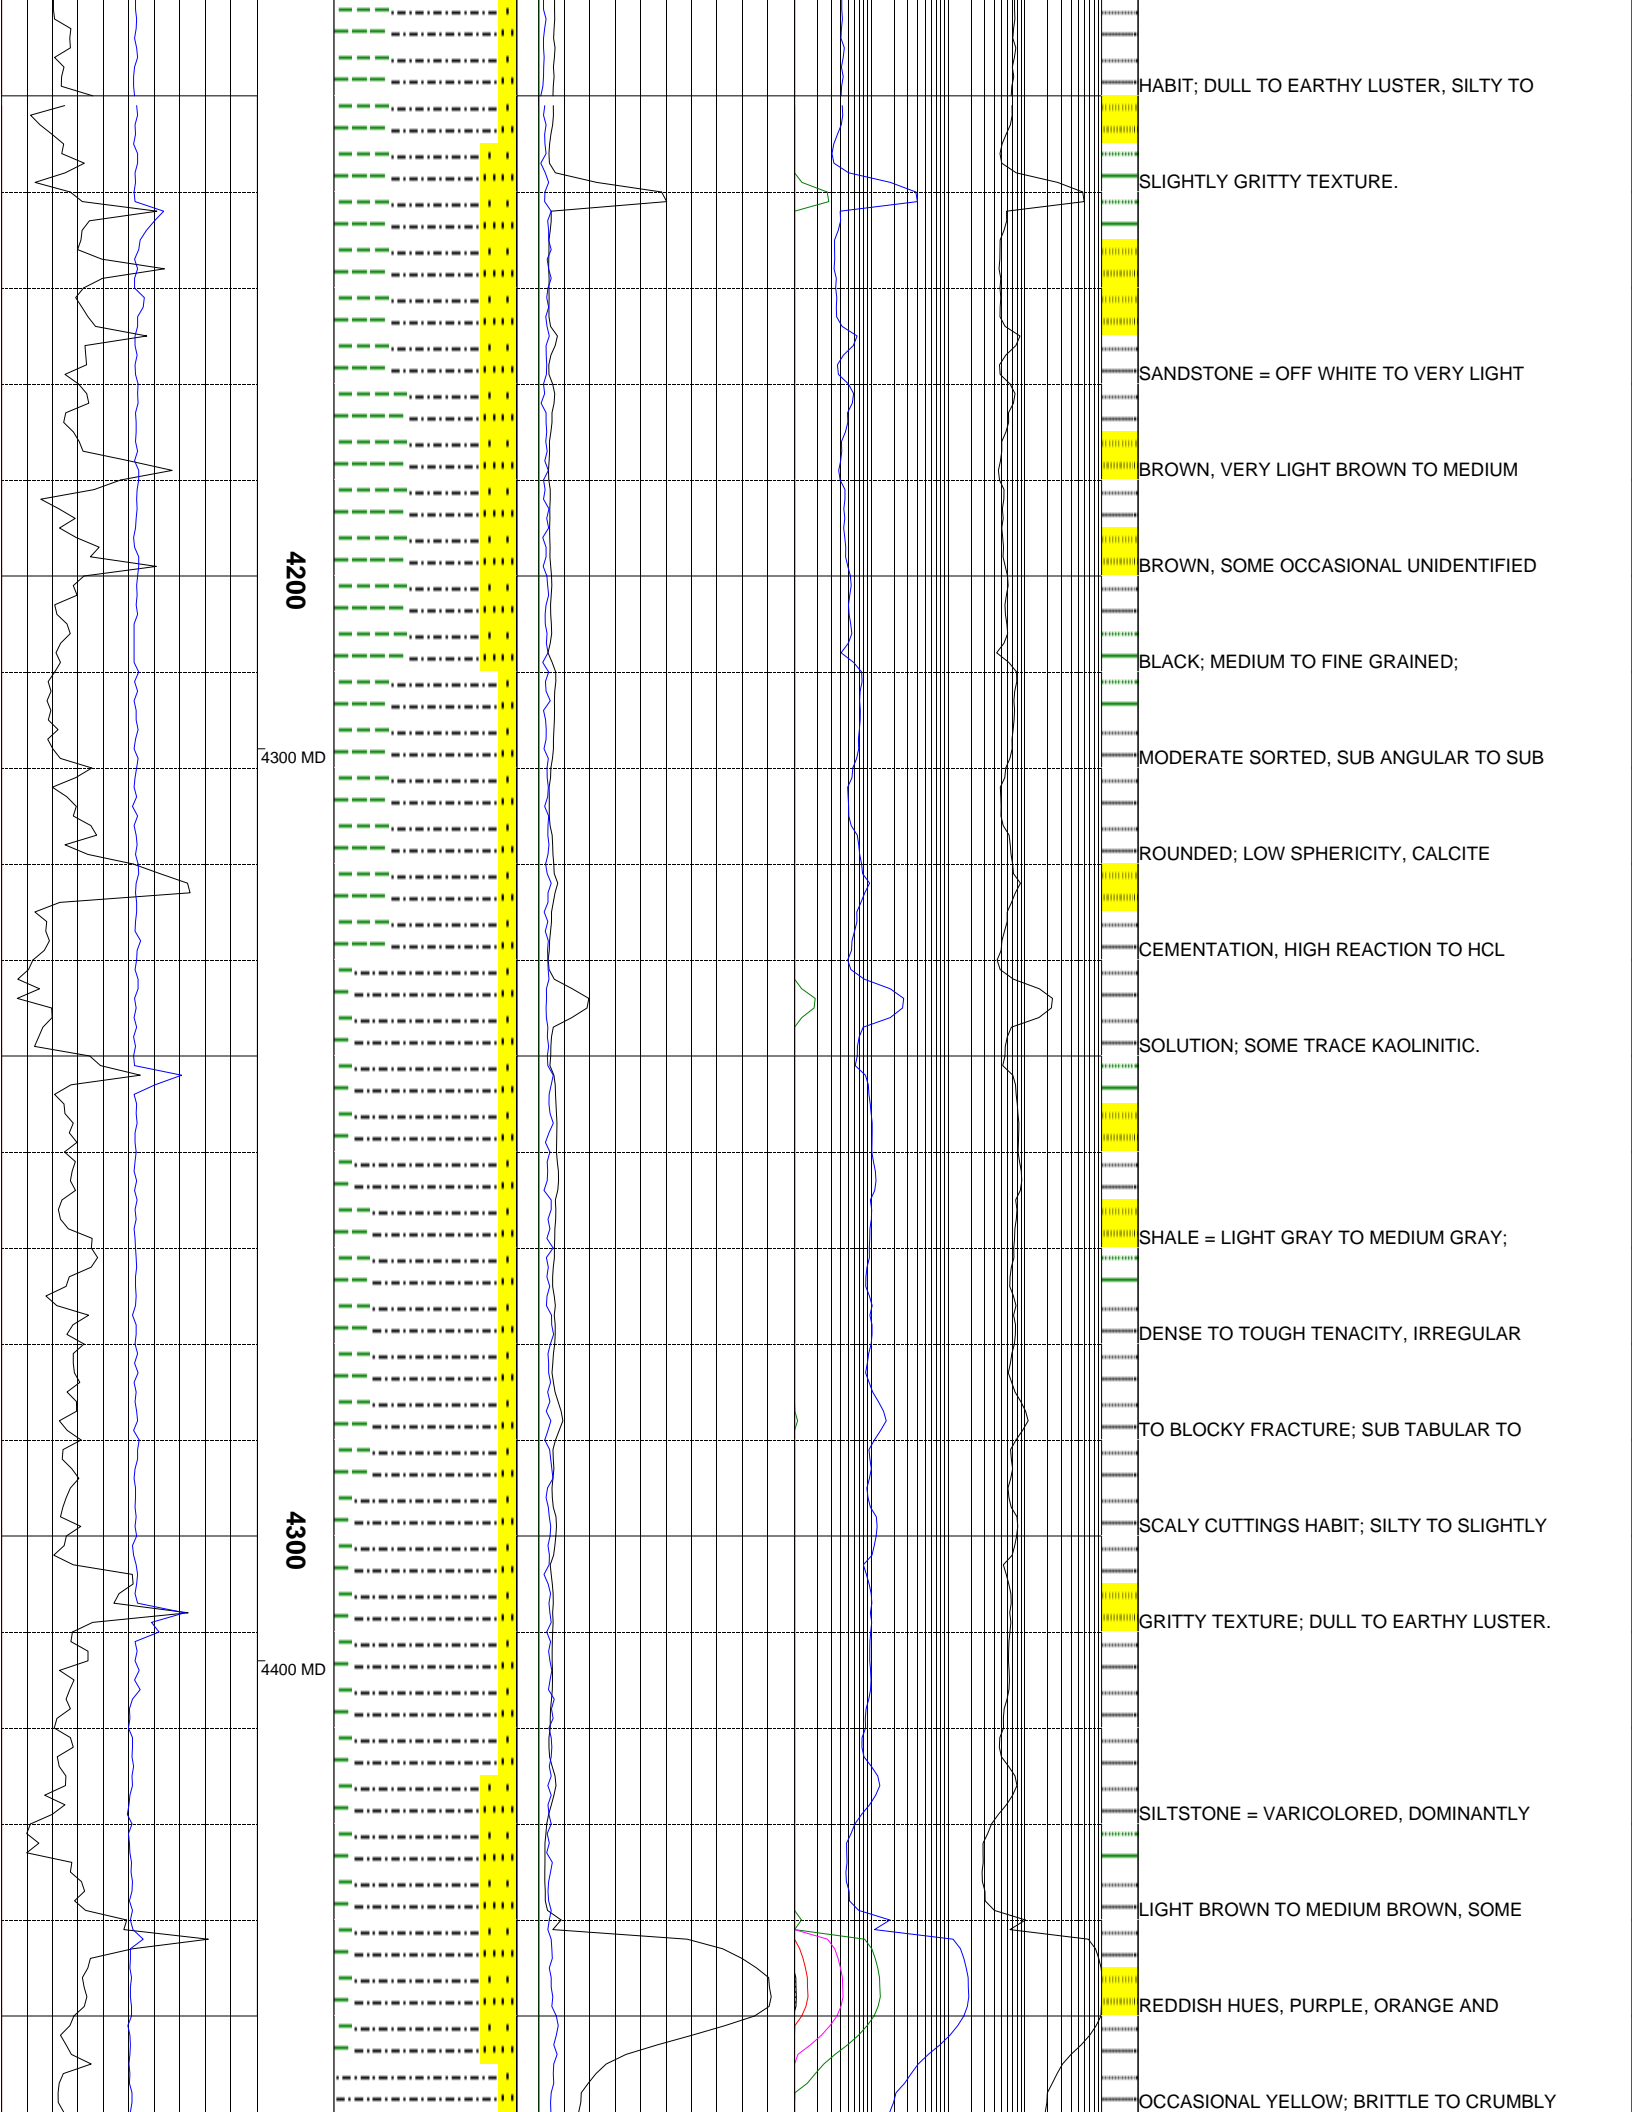 HABIT; DULL TO EARTHY LUSTER, SILTY TO
SLIGHTLY GRITTY TEXTURE.
SANDSTONE = OFF WHITE TO VERY LIGHT
BROWN, VERY LIGHT BROWN TO MEDIUM
4200
BROWN, SOME OCCASIONAL UNIDENTIFIED
BLACK; MEDIUM TO FINE GRAINED;
4300 MD
MODERATE SORTED, SUB ANGULAR TO SUB
ROUNDED; LOW SPHERICITY, CALCITE
CEMENTATION, HIGH REACTION TO HCL
SOLUTION; SOME TRACE KAOLINITIC.
SHALE = LIGHT GRAY TO MEDIUM GRAY;
DENSE TO TOUGH TENACITY, IRREGULAR
TO BLOCKY FRACTURE; SUB TABULAR TO
4300
SCALY CUTTINGS HABIT; SILTY TO SLIGHTLY
GRITTY TEXTURE; DULL TO EARTHY LUSTER.
4400 MD
SILTSTONE = VARICOLORED, DOMINANTLY
LIGHT BROWN TO MEDIUM BROWN, SOME
REDDISH HUES, PURPLE, ORANGE AND
OCCASIONAL YELLOW; BRITTLE TO CRUMBLY